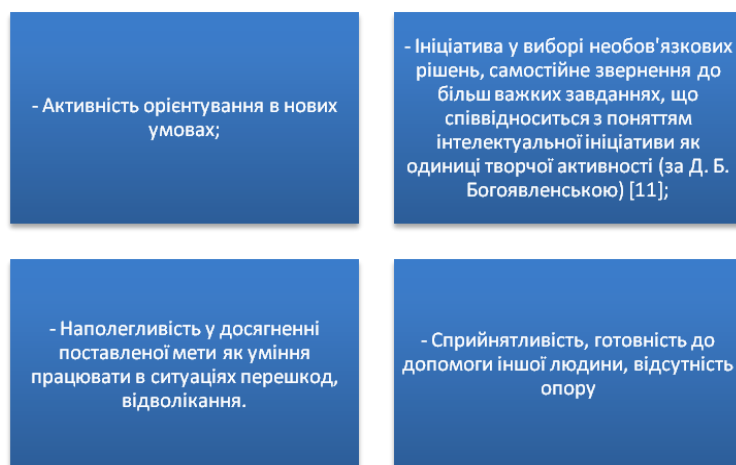 - Активність орієнтування в нових
умовах;
- Ініціатива у виборі необов'язкових
рішень, самостійне звернення до
більш важких завданнях, що
співвідноситься з поняттям
інтелектуальної ініціативи як
одиниці творчої активності (за Д. Б.
Богоявленською) [11];
- Наполегливість у досягненні
поставленої мети як уміння
працювати в ситуаціях перешкод,
відволікання.
- Сприйнятливість, готовність до
допомоги іншої людини, відсутність
опору